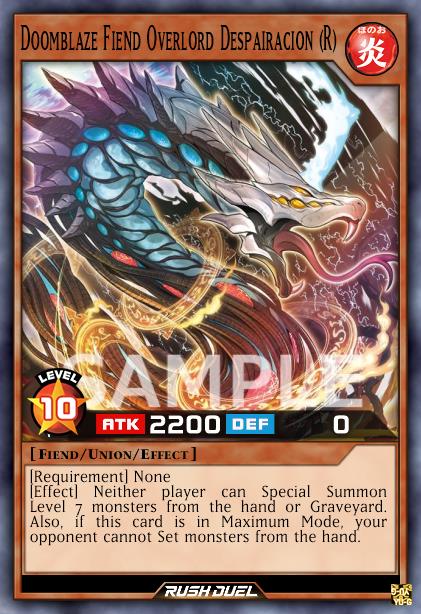 Doomblaze Fiend Overlord Despairacion (R)
ほのお
炎
SAMPLE
LEVEL
10
ATK 2200 DEF 0
[Fiend/Union/Effect]
[Requirement] None
[Effect] Neither player can Special Summon
Level 7 monsters from the hand or Graveyard.
Also, if this card is in Maximum Mode, your
opponent cannot Set monsters from the hand.
RUSH DUEL